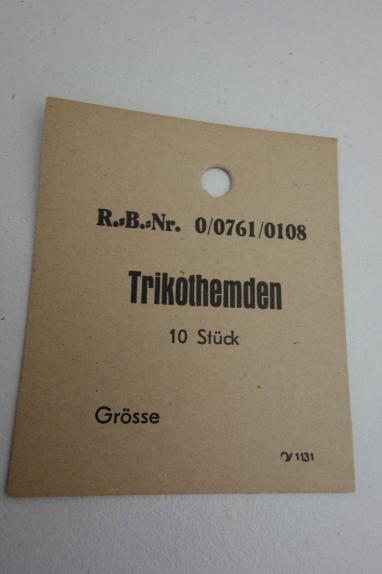 R.-B.-Nr. 0/0761/0108
Trikothemden
10 Stück
Grösse
1131